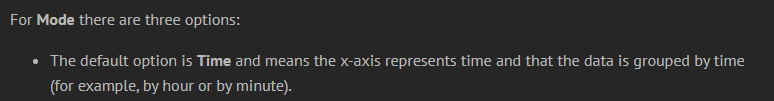 For Mode there are three options:
• The default option is Time and means the x-axis represents time and that the data is grouped by time
(for example, by hour or by minute).